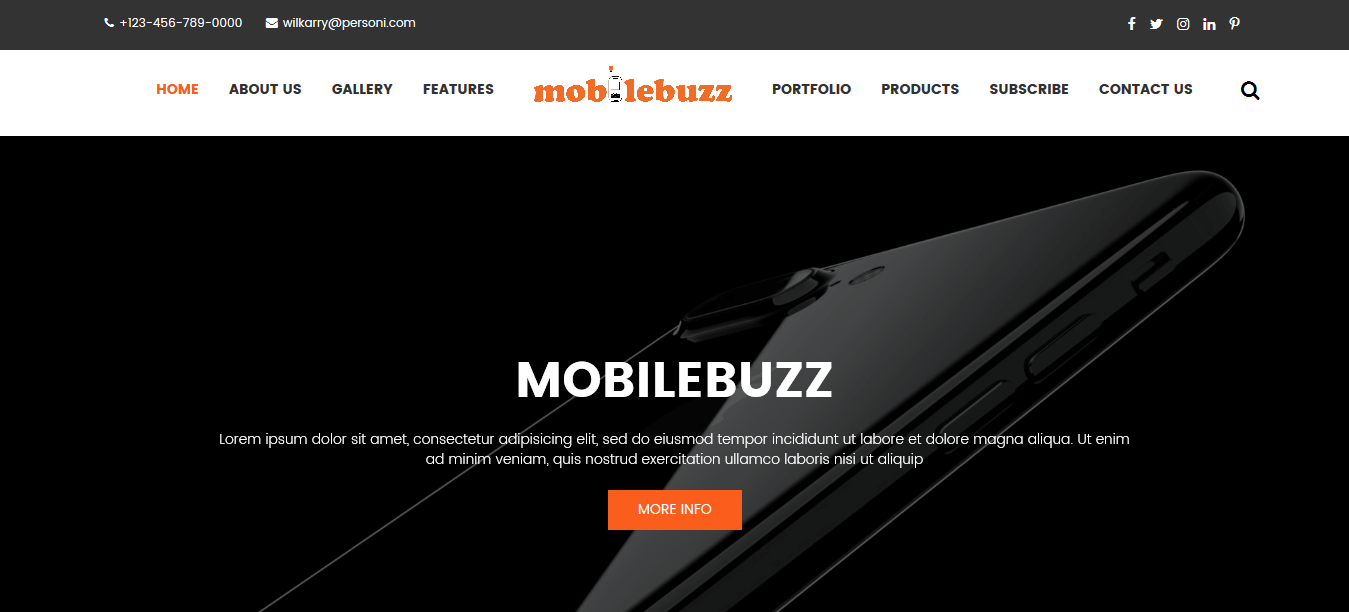 +123-456-789-0000 wilkarry@personi.com
HOME ABOUT US GALLERY FEATURES mobilebuzz PORTFOLIO PRODUCTS SUBSCRIBE CONTACT US
MOBILEBUZZ
Lorem ipsum dolor sit amet, consectetur adipisicing elit, sed do eiusmod tempor incididunt ut labore et dolore magna aliqua. Ut enim
ad minim veniam, quis nostrud exercitation ullamco laboris nisi ut aliquip
MORE INFO